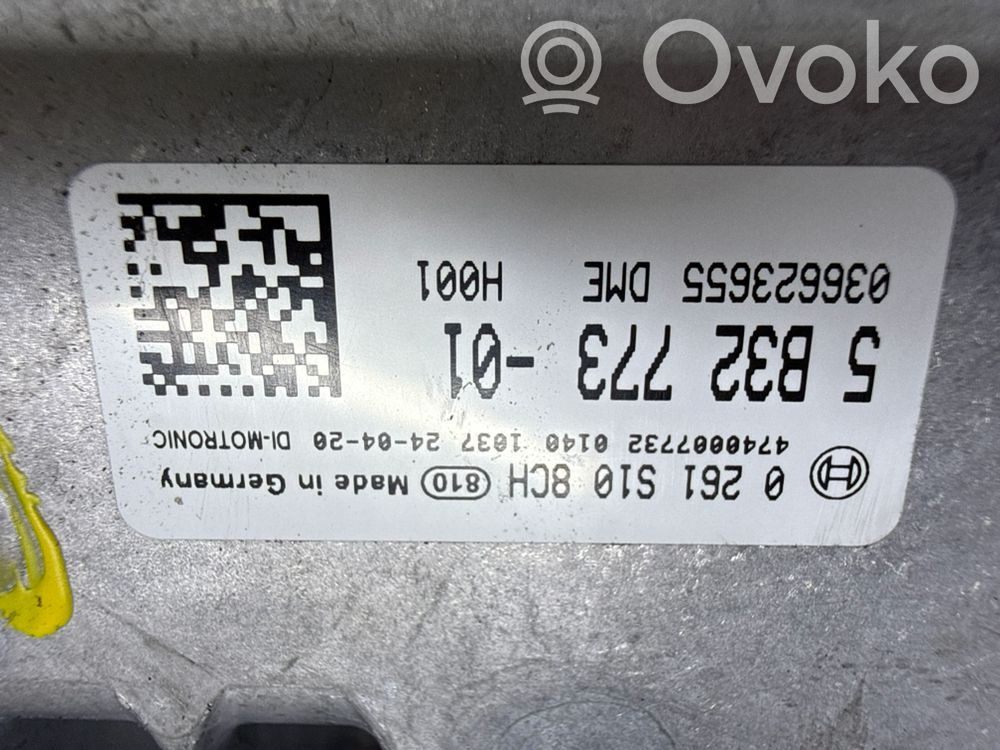 Ovoko
0 261 S10 8CH 810 Made in Germany
4740007732 0140 1037 24-04-20 DI-MOTRONIC
5 B32 773 -01
036623655 DME H001